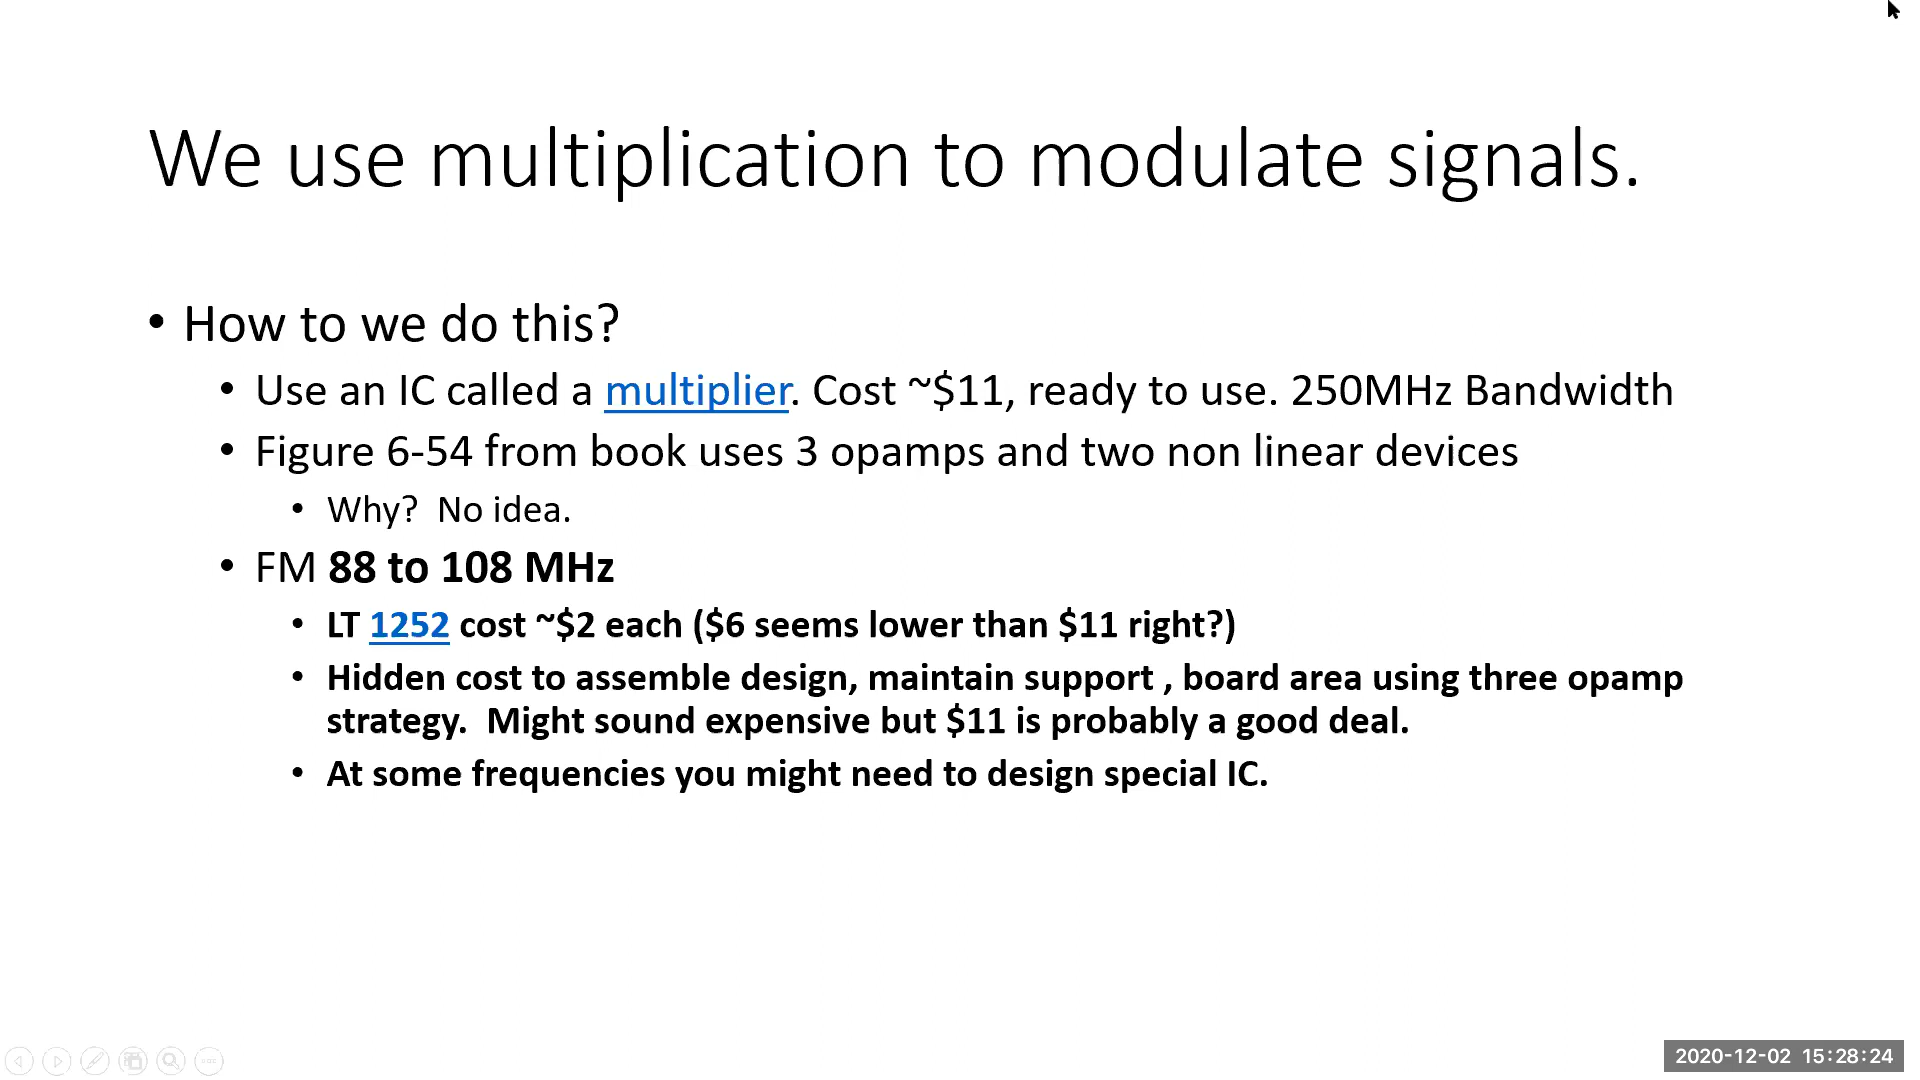 We use multiplication to modulate signals.
• How to we do this?
• Use an IC called a multiplier. Cost ~$11, ready to use. 250MHz Bandwidth
• Figure 6-54 from book uses 3 opamps and two non linear devices
• Why?  No idea.
• FM 88 to 108 MHz
• LT 1252 cost ~$2 each ($6 seems lower than $11 right?)
• Hidden cost to assemble design, maintain support , board area using three opamp
strategy.  Might sound expensive but $11 is probably a good deal.
• At some frequencies you might need to design special IC.
2020-12-02 15:28:24